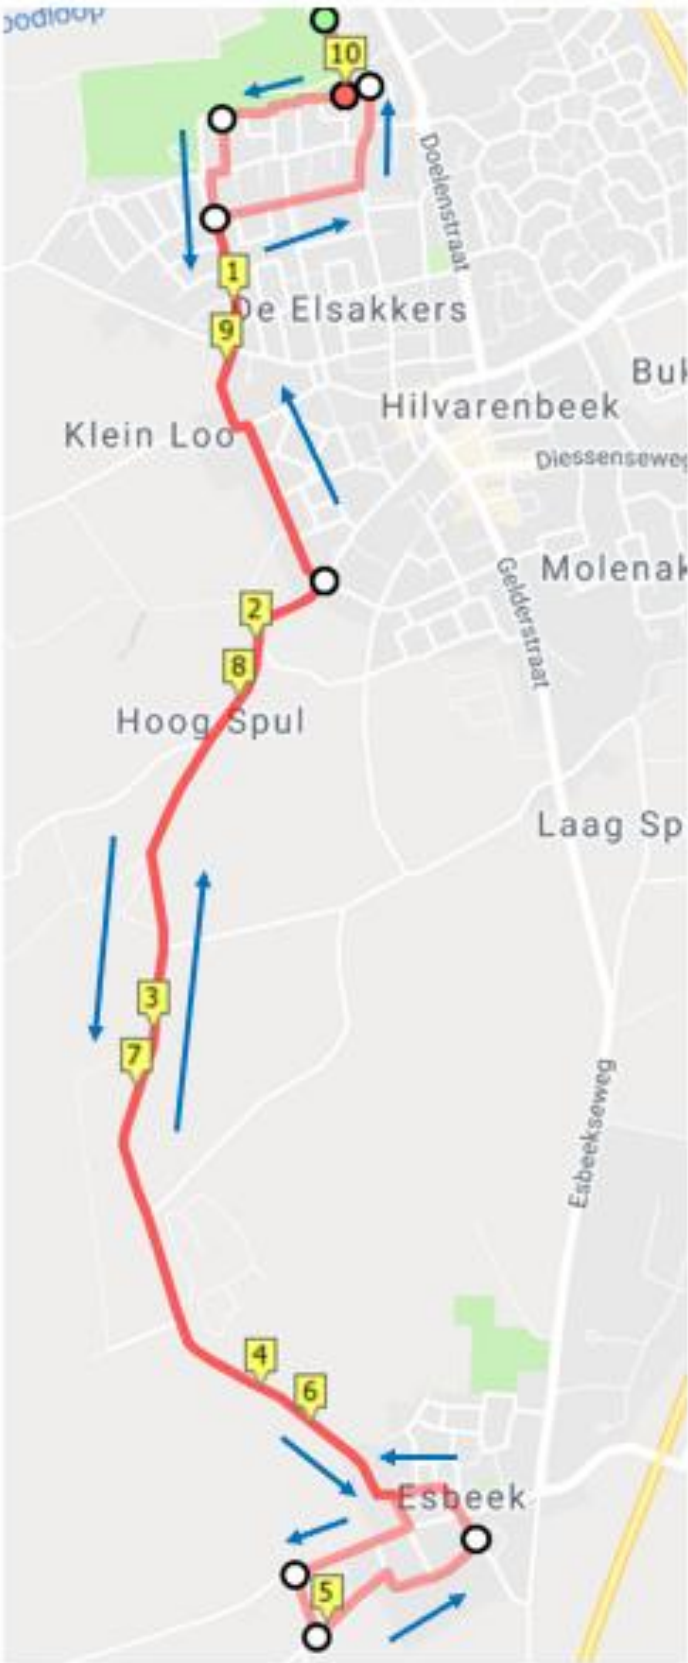 oodloop
10
Doelenstraat
1
De Elsakkers
9
Buk
Hilvarenbeek
Klein Loo
Diessenseweg
Molenak
2
Gelderstraat
8
Hoog Spul
Laag Sp
3
7
Esbeekseweg
4
6
Esbeek
5